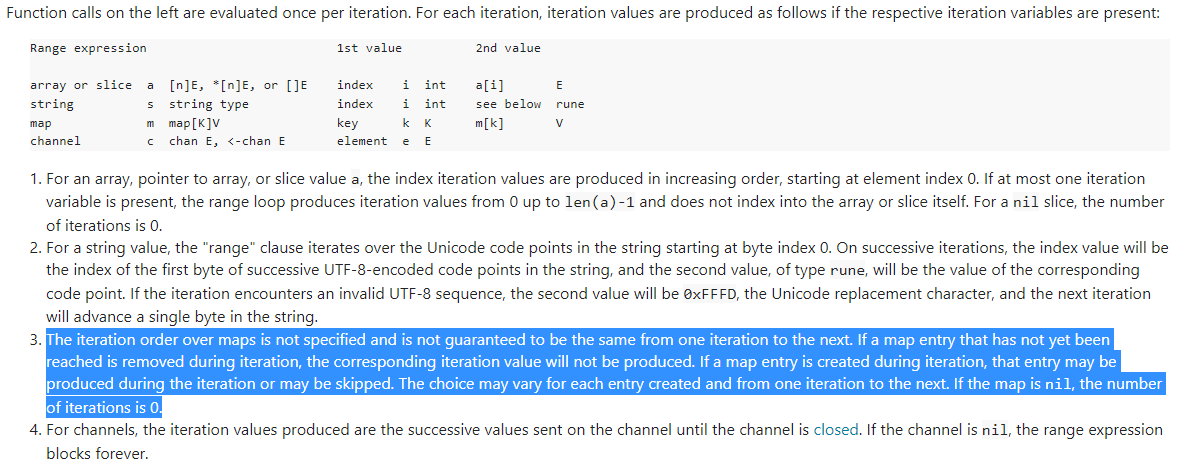 Function calls on the left are evaluated once per iteration. For each iteration, iteration values are produced as follows if the respective iteration variables are present:
Range expression 1st value 2nd value
array or slice a [n]E, *[n]E, or []E index i int a[i] E
string s string type index i int see below rune
map m map[K]V key k K m[k] V
channel c chan E, <-chan E element e E
1. For an array, pointer to array, or slice value a, the index iteration values are produced in increasing order, starting at element index 0. If at most one iteration
variable is present, the range loop produces iteration values from 0 up to len(a)-1 and does not index into the array or slice itself. For a nil slice, the number
of iterations is 0.
2. For a string value, the "range" clause iterates over the Unicode code points in the string starting at byte index 0. On successive iterations, the index value will be
the index of the first byte of successive UTF-8-encoded code points in the string, and the second value, of type rune, will be the value of the corresponding
code point. If the iteration encounters an invalid UTF-8 sequence, the second value will be 0xFFFD, the Unicode replacement character, and the next iteration
will advance a single byte in the string.
3. The iteration order over maps is not specified and is not guaranteed to be the same from one iteration to the next. If a map entry that has not yet been
reached is removed during iteration, the corresponding iteration value will not be produced. If a map entry is created during iteration, that entry may be
produced during the iteration or may be skipped. The choice may vary for each entry created and from one iteration to the next. If the map is nil, the number
of iterations is 0.
4. For channels, the iteration values produced are the successive values sent on the channel until the channel is closed. If the channel is nil, the range expression
blocks forever.